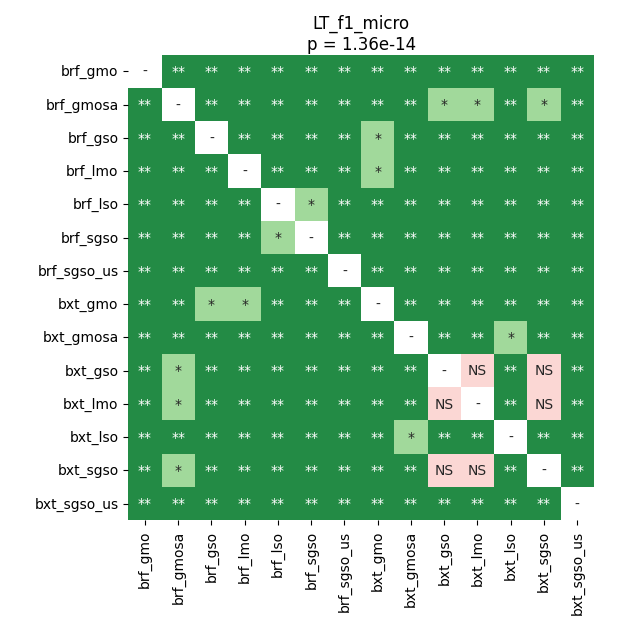 LT_f1_micro
p = 1.36e-14
brf_gmo - ** ** ** ** ** ** ** ** ** ** ** ** **
brf_gmosa ** - ** ** ** ** ** ** ** * * ** * **
brf_gso ** ** - ** ** ** ** * ** ** ** ** ** **
brf_lmo ** ** ** - ** ** ** * ** ** ** ** ** **
brf_lso ** ** ** ** - * ** ** ** ** ** ** ** **
brf_sgso ** ** ** ** * - ** ** ** ** ** ** ** **
brf_sgso_us ** ** ** ** ** ** - ** ** ** ** ** ** **
bxt_gmo ** ** * * ** ** ** - ** ** ** ** ** **
bxt_gmosa ** ** ** ** ** ** ** ** - ** ** * ** **
bxt_gso ** * ** ** ** ** ** ** ** - NS ** NS **
bxt_lmo ** * ** ** ** ** ** ** ** NS - ** NS **
bxt_lso ** ** ** ** ** ** ** ** * ** ** - ** **
bxt_sgso ** * ** ** ** ** ** ** ** NS NS ** - **
bxt_sgso_us ** ** ** ** ** ** ** ** ** ** ** ** ** -
brf_gmo brf_gmosa brf_gso brf_lmo brf_lso brf_sgso brf_sgso_us bxt_gmo bxt_gmosa bxt_gso bxt_lmo bxt_lso bxt_sgso bxt_sgso_us